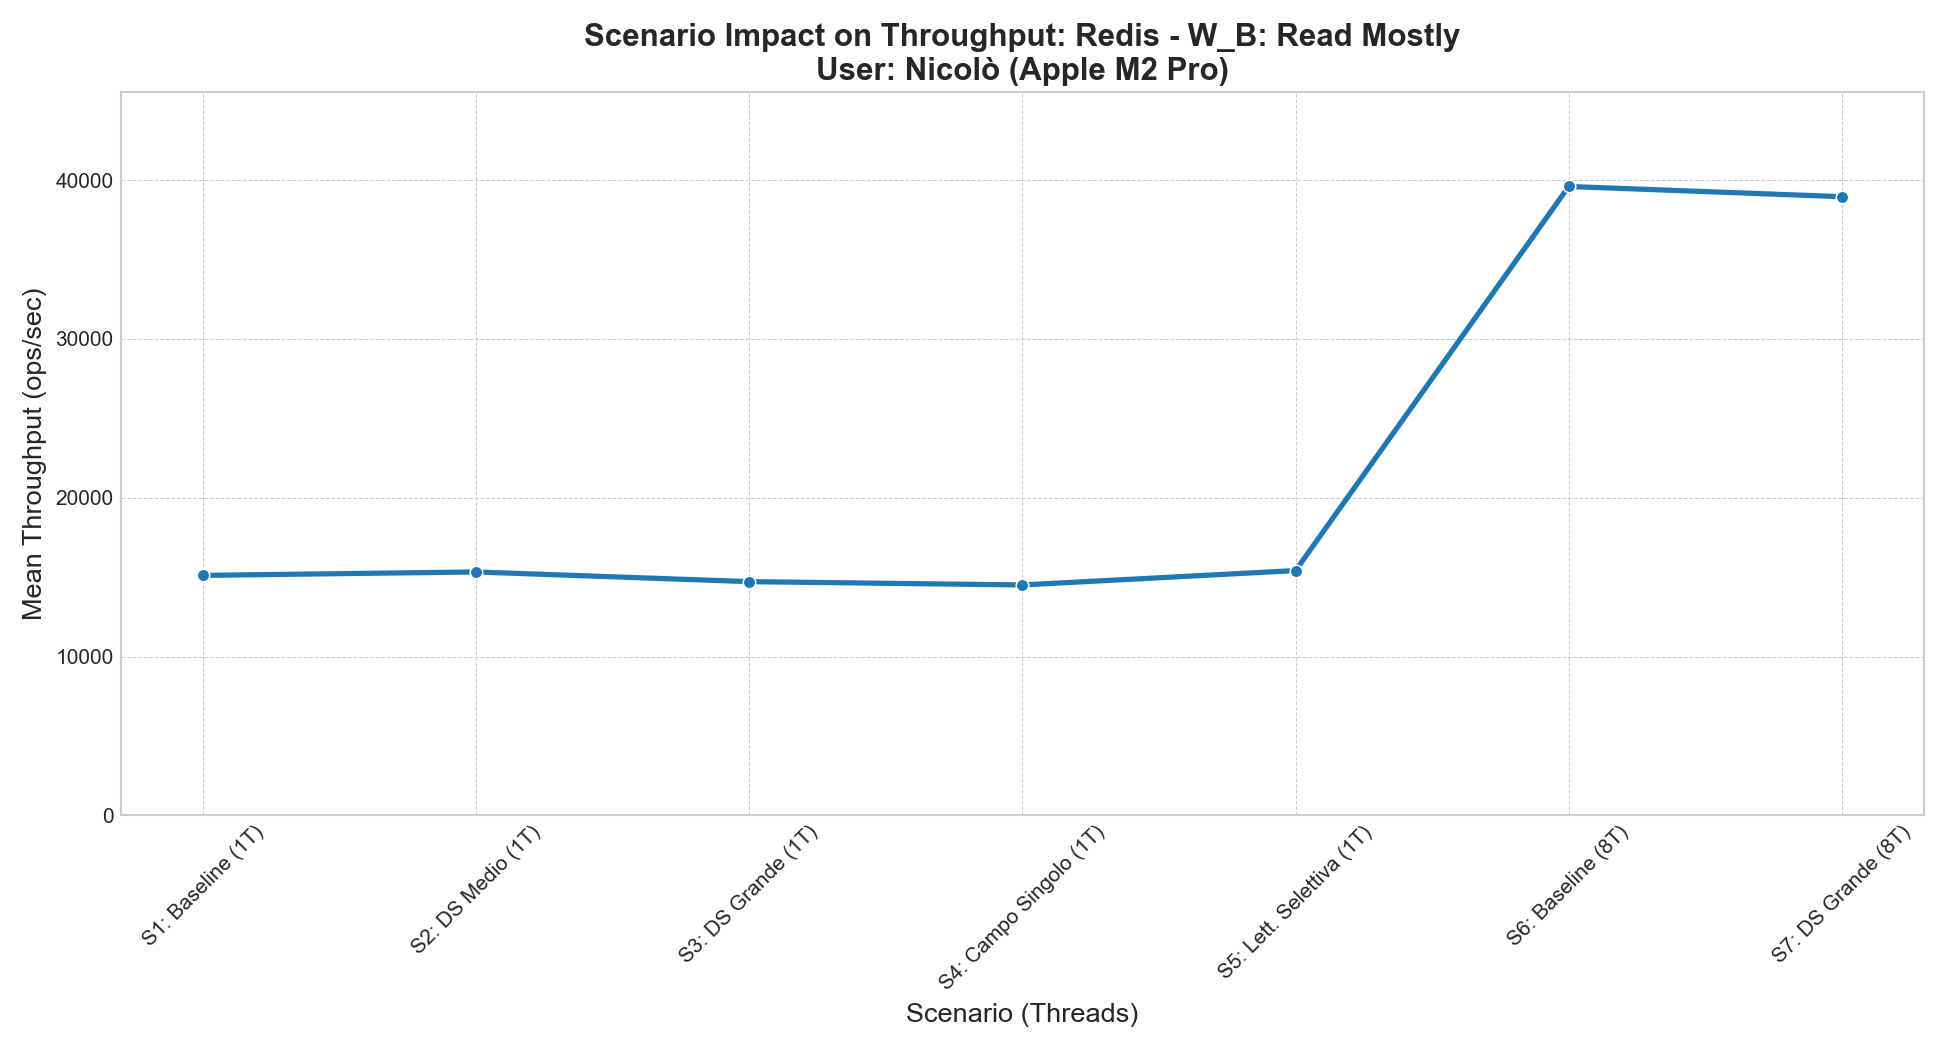 Scenario Impact on Throughput: Redis - W_B: Read Mostly
User: Nicolò (Apple M2 Pro)
Mean Throughput (ops/sec)
40000
30000
20000
10000
0
S1: Baseline (1T)
S2: DS Medio (1T)
S3: DS Grande (1T)
S4: Campo Singolo (1T)
S5: Lett. Selettiva (1T)
S6: Baseline (8T)
S7: DS Grande (8T)
Scenario (Threads)